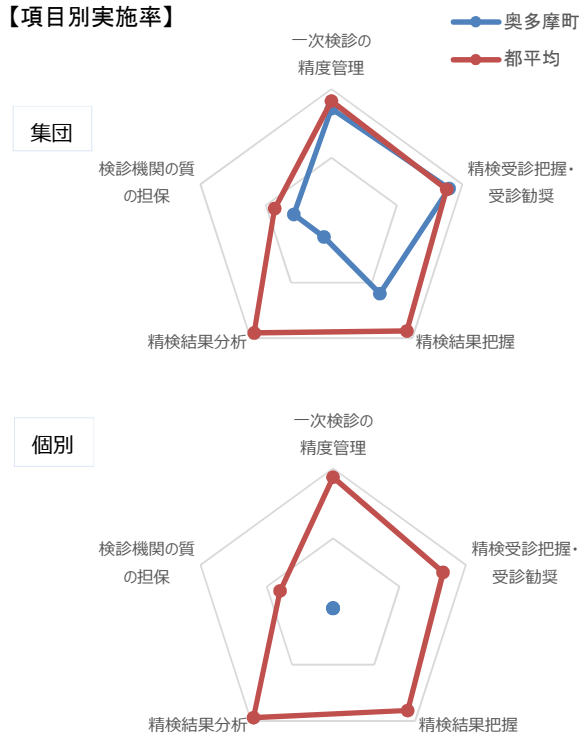 【項目別実施率】
奥多摩町
都平均
集団
一次検診の
精度管理
精検受診把握・
受診勧奨
精検結果把握
精検結果分析
検診機関の質
の担保
個別
一次検診の
精度管理
精検受診把握・
受診勧奨
精検結果把握
精検結果分析
検診機関の質
の担保